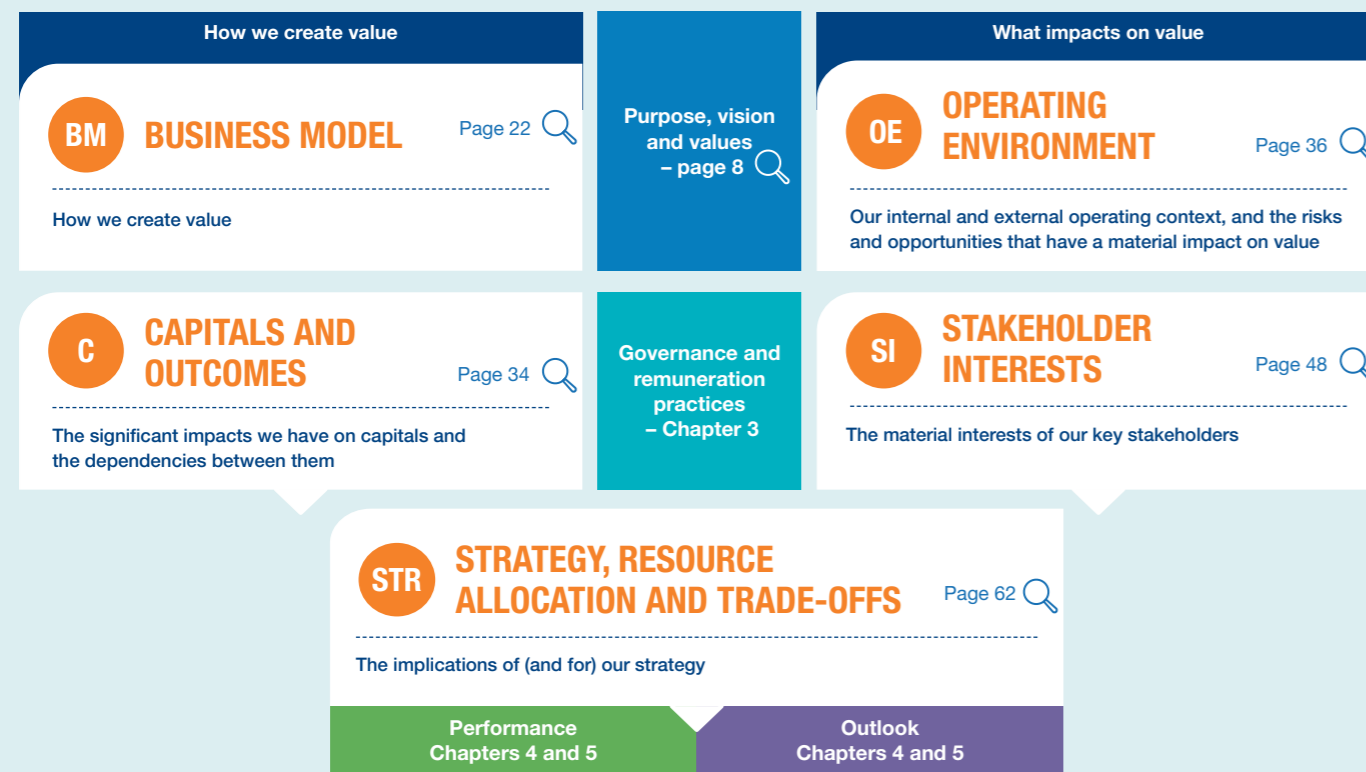 How we create value
BM
BUSINESS MODEL
Page 22
How we create value
Purpose, vision
and values
– page 8
What impacts on value
OE
OPERATING
ENVIRONMENT
Page 36
Our internal and external operating context, and the risks
and opportunities that have a material impact on value
C
CAPITALS AND
OUTCOMES
Page 34
The significant impacts we have on capitals and
the dependencies between them
Governance and
remuneration
practices
– Chapter 3
SI
STAKEHOLDER
INTERESTS
Page 48
The material interests of our key stakeholders
STR
STRATEGY, RESOURCE
ALLOCATION AND TRADE-OFFS
Page 62
The implications of (and for) our strategy
Performance
Chapters 4 and 5
Outlook
Chapters 4 and 5